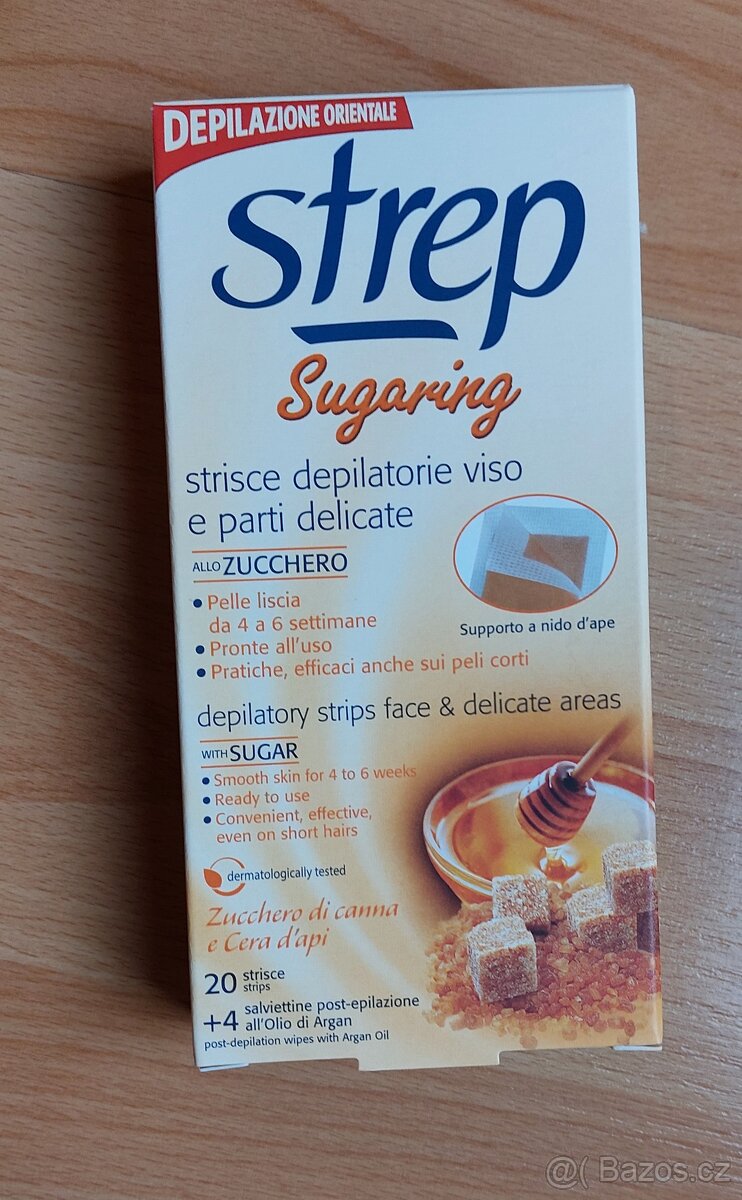 DEPILAZIONE ORIENTALE
strep
Sugaring
strisce depilatorie viso
e parti delicate
ALLO ZUCCHERO
• Pelle liscia
da 4 a 6 settimane
• Pronte all'uso
• Pratiche, efficaci anche sui peli corti
Supporto a nido d'ape
depilatory strips face & delicate areas
WITH SUGAR
• Smooth skin for 4 to 6 weeks
• Ready to use
• Convenient, effective,
even on short hairs
dermatologically tested
Zucchero di canna
e Cera d'api
20 strisce
strips
+4 salviettine post-epilazione
all'Olio di Argan
post-depilation wipes with Argan Oil
@( Bazos.cz